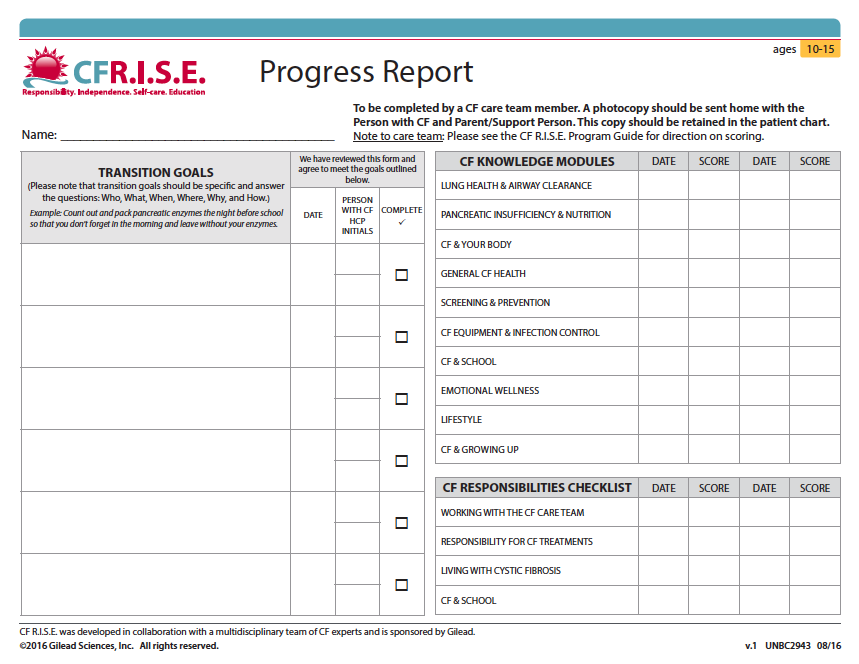 ages 10-15
CFR.I.S.E.
Responsibility. Independence. Self-care. Education
Progress Report
To be completed by a CF care team member. A photocopy should be sent home with the
Person with CF and Parent/Support Person. This copy should be retained in the patient chart.
Note to care team: Please see the CF R.I.S.E. Program Guide for direction on scoring.
Name:
TRANSITION GOALS
(Please note that transition goals should be specific and answer
the questions: Who, What, When, Where, Why, and How.)
Example: Count out and pack pancreatic enzymes the night before school
so that you don't forget in the morning and leave without your enzymes.
We have reviewed this form and
agree to meet the goals outlined
below.
DATE
PERSON
WITH CF
HCP
INITIALS
COMPLETE
✓
CF KNOWLEDGE MODULES DATE SCORE DATE SCORE
LUNG HEALTH & AIRWAY CLEARANCE
PANCREATIC INSUFFICIENCY & NUTRITION
CF & YOUR BODY
GENERAL CF HEALTH
SCREENING & PREVENTION
CF EQUIPMENT & INFECTION CONTROL
CF & SCHOOL
EMOTIONAL WELLNESS
LIFESTYLE
CF & GROWING UP
CF RESPONSIBILITIES CHECKLIST DATE SCORE DATE SCORE
WORKING WITH THE CF CARE TEAM
RESPONSIBILITY FOR CF TREATMENTS
LIVING WITH CYSTIC FIBROSIS
CF & SCHOOL
CF R.I.S.E. was developed in collaboration with a multidisciplinary team of CF experts and is sponsored by Gilead.
©2016 Gilead Sciences, Inc. All rights reserved.
v.1 UNBC2943 08/16